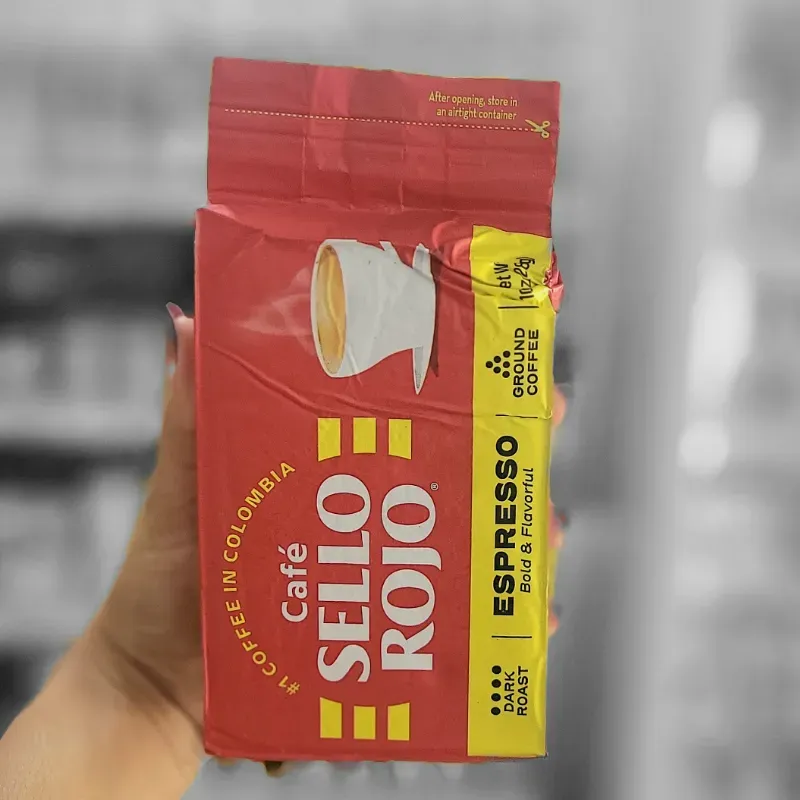 After opening, store in
an airtight container
#1 COFFEE IN COLOMBIA
Café
SELLO
ROJO®
DARK
ROAST
ESPRESSO
Bold & Flavorful
GROUND
COFFEE